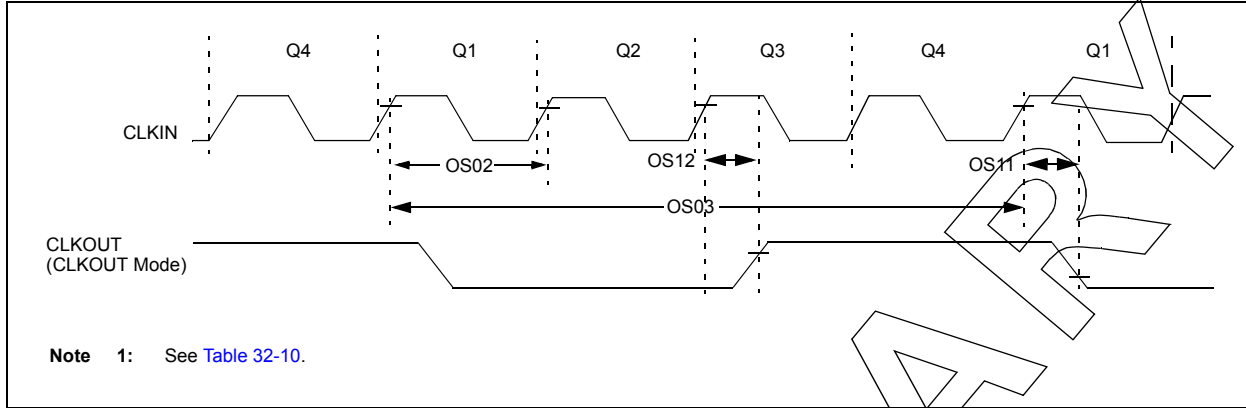 Q4 Q1 Q2 Q3 Q4 Q1
CLKIN
OS02 OS12 OS11
OS03
CLKOUT
(CLKOUT Mode)
Note 1: See Table 32-10.
A R Y